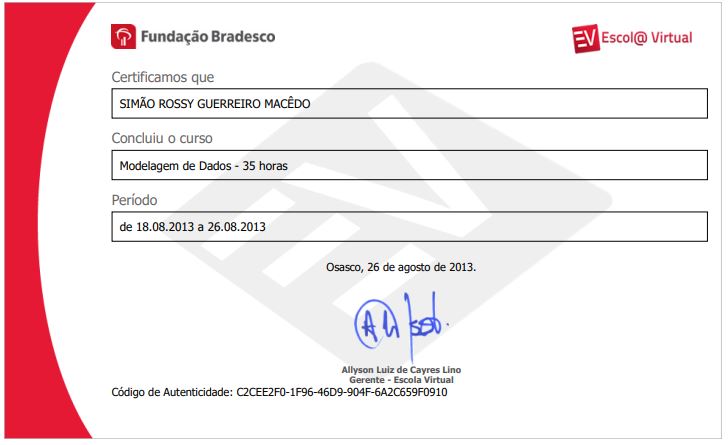 Fundação Bradesco
EV Escol@ Virtual
Certificamos que
SIMÃO ROSSY GUERREIRO MACÊDO
Concluiu o curso
Modelagem de Dados - 35 horas
Período
de 18.08.2013 a 26.08.2013
Osasco, 26 de agosto de 2013.
Allyson Luiz de Cayres Lino
Gerente - Escola Virtual
Código de Autenticidade: C2CEE2F0-1F96-46D9-904F-6A2C659F0910